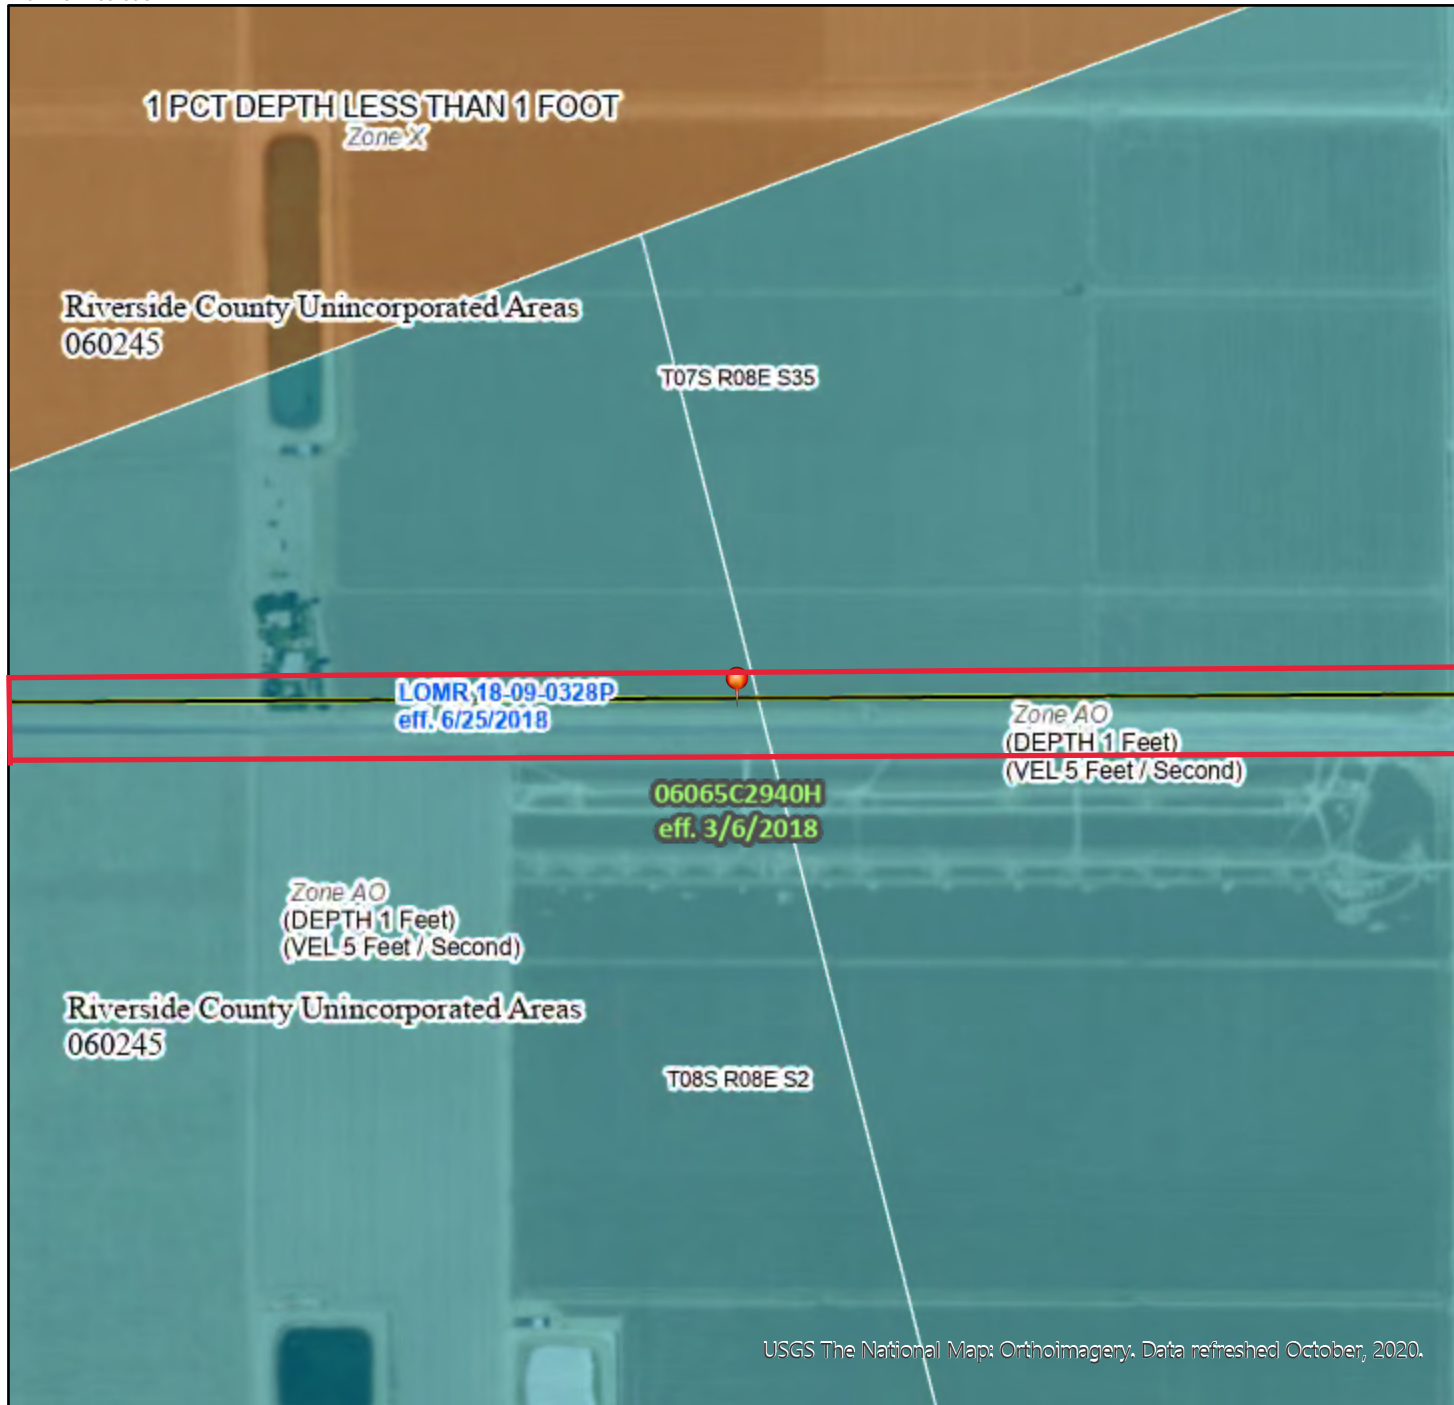 1 PCT DEPTH LESS THAN 1 FOOT
Zone X
Riverside County Unincorporated Areas
060245
T07S R08E S35
LOMR 18-09-0328P
eff. 6/25/2018
Zone AO
(DEPTH 1 Feet)
(VEL 5 Feet / Second)
06065C2940H
eff. 3/6/2018
Zone AO
(DEPTH 1 Feet)
(VEL 5 Feet / Second)
Riverside County Unincorporated Areas
060245
T08S R08E S2
USGS The National Map: Orthoimagery. Data refreshed October, 2020.